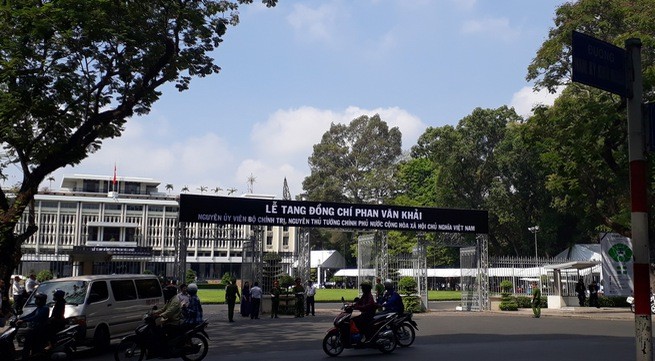 LỄ TANG ĐỒNG CHÍ PHAN VĂN KHẢI
NGUYÊN ỦY VIÊN BỘ CHÍNH TRỊ, NGUYÊN THỦ TƯỚNG CHÍNH PHỦ NƯỚC CỘNG HÒA XÃ HỘI CHỦ NGHĨA VIỆT NAM